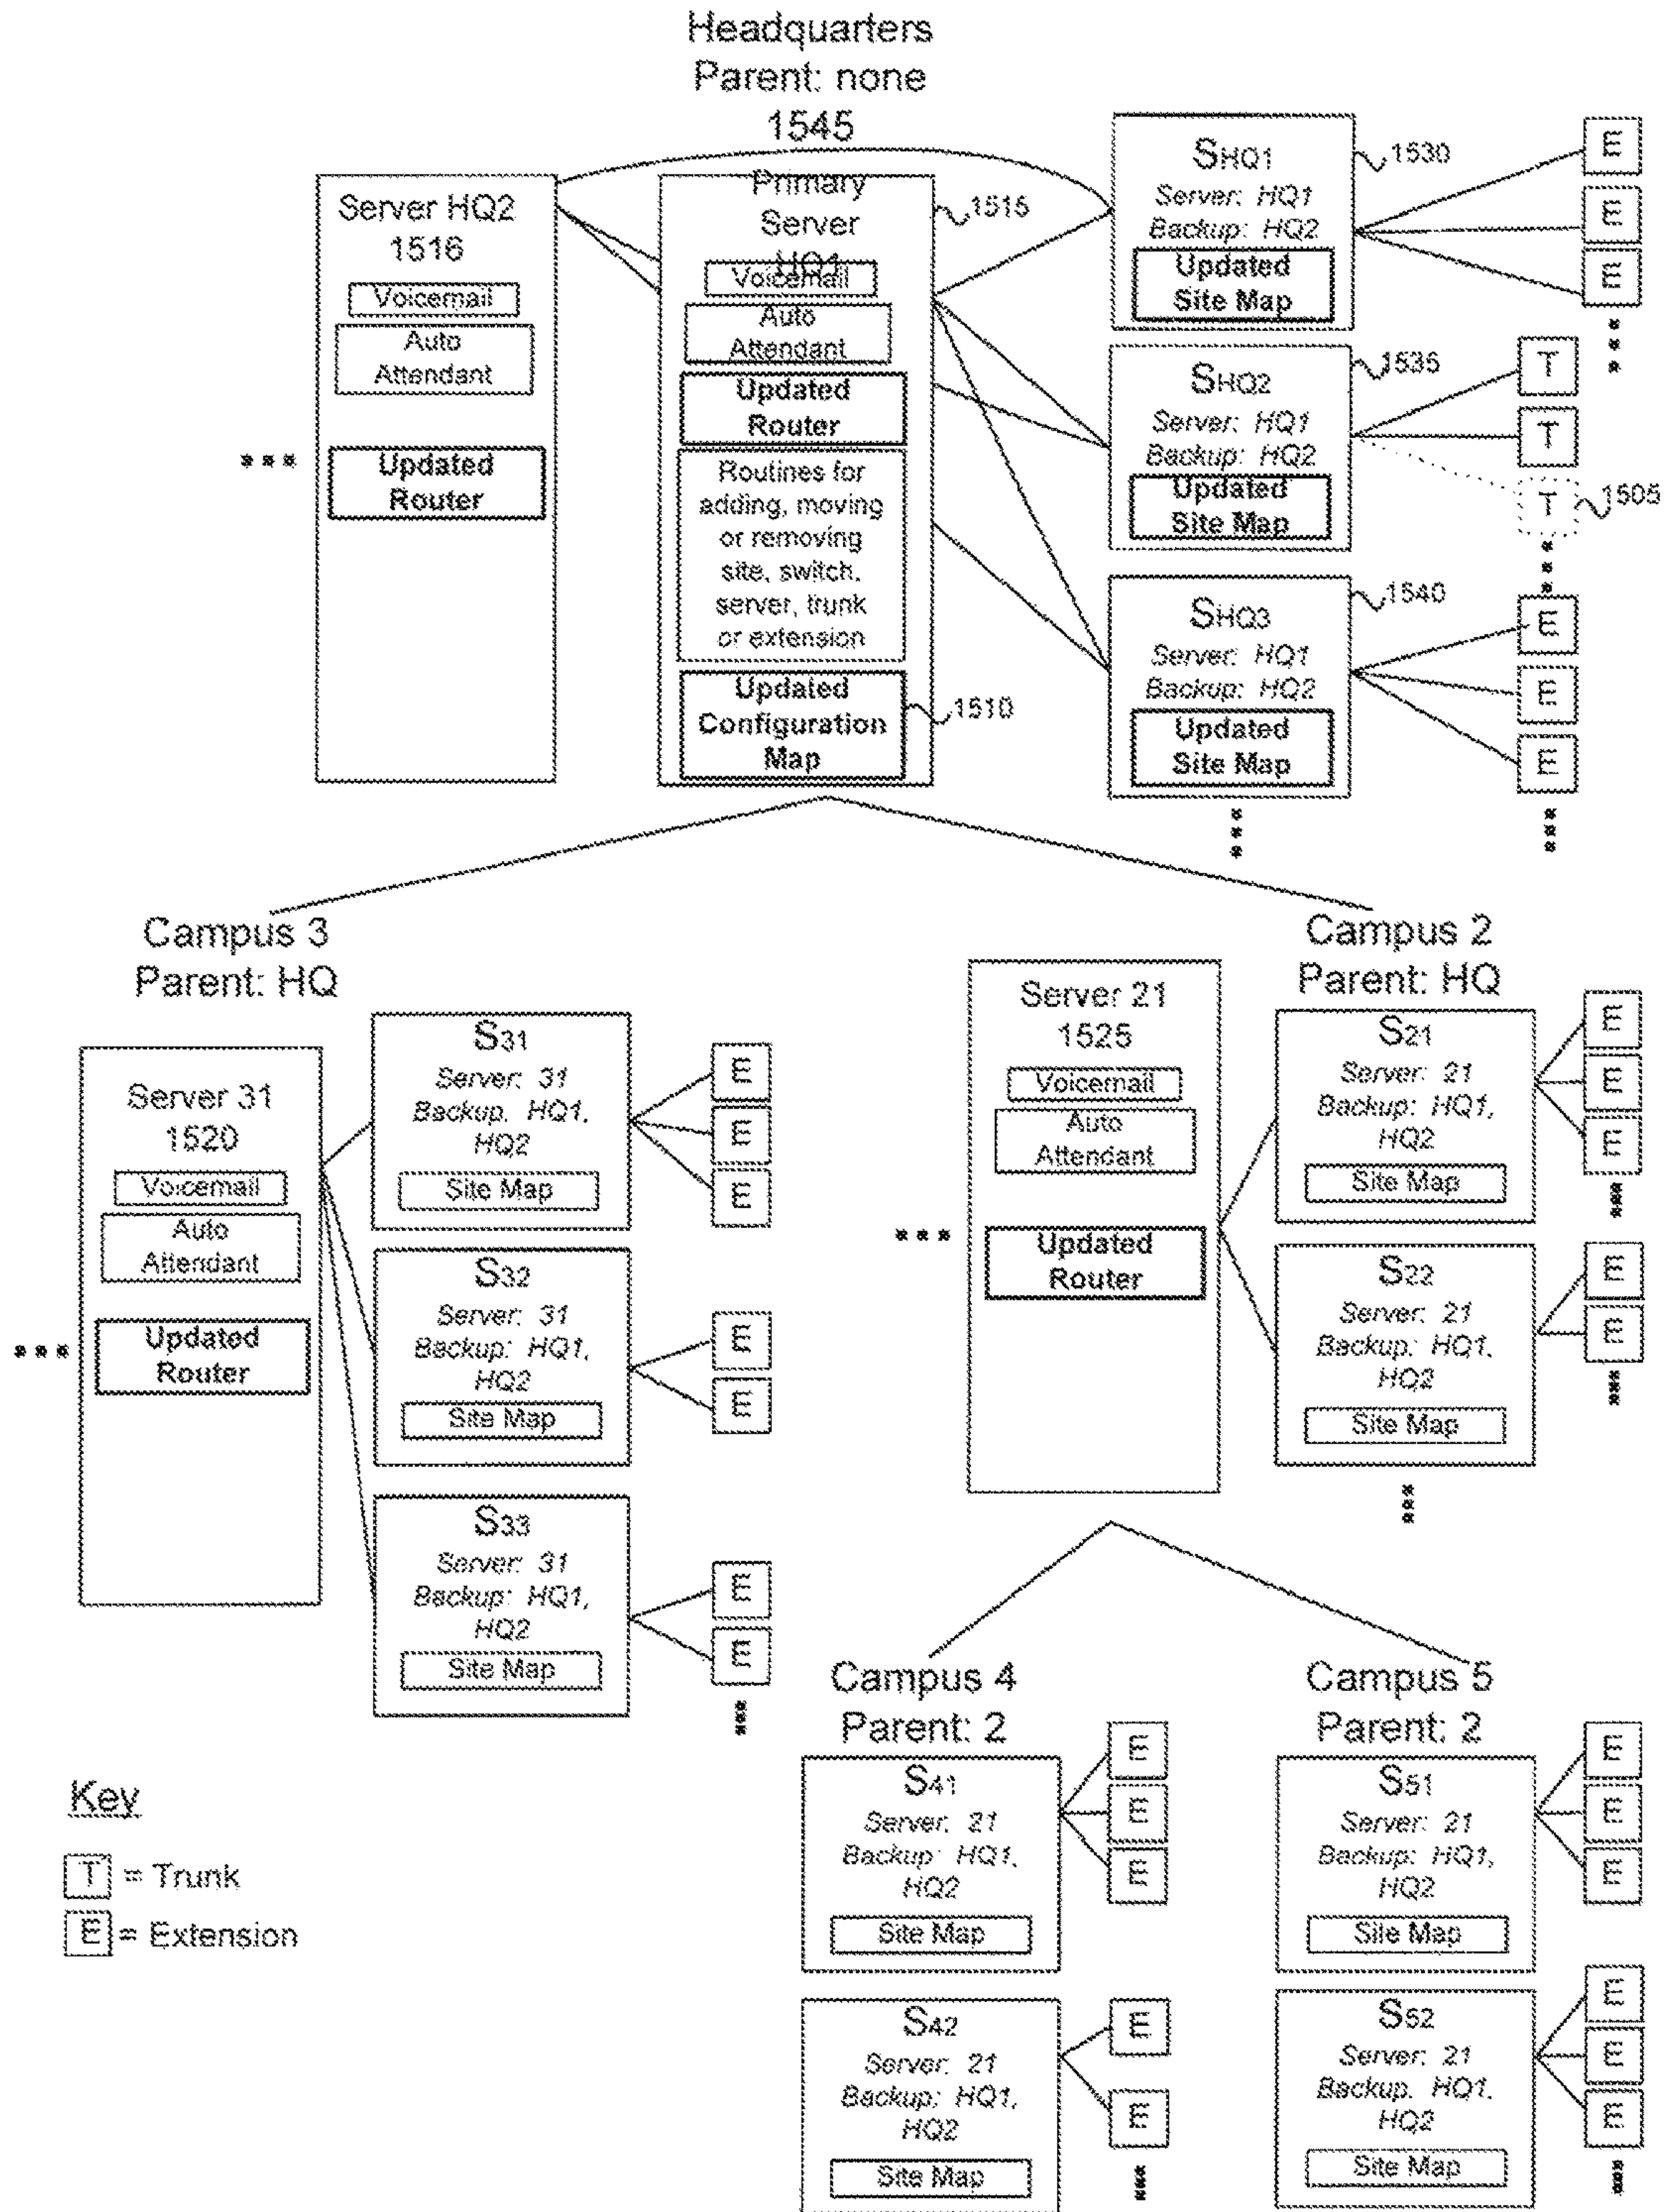 Headquarters
Parent: none
1545
Server HQ2
1516
Voicemail
Auto
Attendant
Updated
Router
Primary
Server
HQ1
1515
Voicemail
Auto
Attendant
Updated
Router
Routines for
adding, moving
or removing
site, switch,
server, trunk
or extension
Updated
Configuration
Map
1510
SHQ1
1530
Server: HQ1
Backup: HQ2
Updated
Site Map
E
E
E
SHQ2
1535
Server: HQ1
Backup: HQ2
Updated
Site Map
T
T
T
1505
SHQ3
1540
Server: HQ1
Backup: HQ2
Updated
Site Map
E
E
E
Campus 3
Parent: HQ
Server 31
1520
Voicemail
Auto
Attendant
Updated
Router
S31
Server: 31
Backup. HQ1,
HQ2
Site Map
E
E
E
S32
Server: 31
Backup: HQ1,
HQ2
Site Map
E
E
S33
Server: 31
Backup: HQ1,
HQ2
Site Map
E
E
Campus 2
Parent: HQ
Server 21
1525
Voicemail
Auto
Attendant
Updated
Router
S21
Server: 21
Backup: HQ1,
HQ2
Site Map
E
E
E
S22
Server: 21
Backup: HQ1,
HQ2
Site Map
E
E
Campus 4
Parent: 2
S41
Server: 21
Backup: HQ1,
HQ2
Site Map
E
E
E
S42
Server: 21
Backup: HQ1,
HQ2
Site Map
E
E
Campus 5
Parent: 2
S51
Server: 21
Backup: HQ1,
HQ2
Site Map
E
E
E
S52
Server: 21
Backup. HQ1,
HQ2
Site Map
E
E
E
Key
T = Trunk
E = Extension